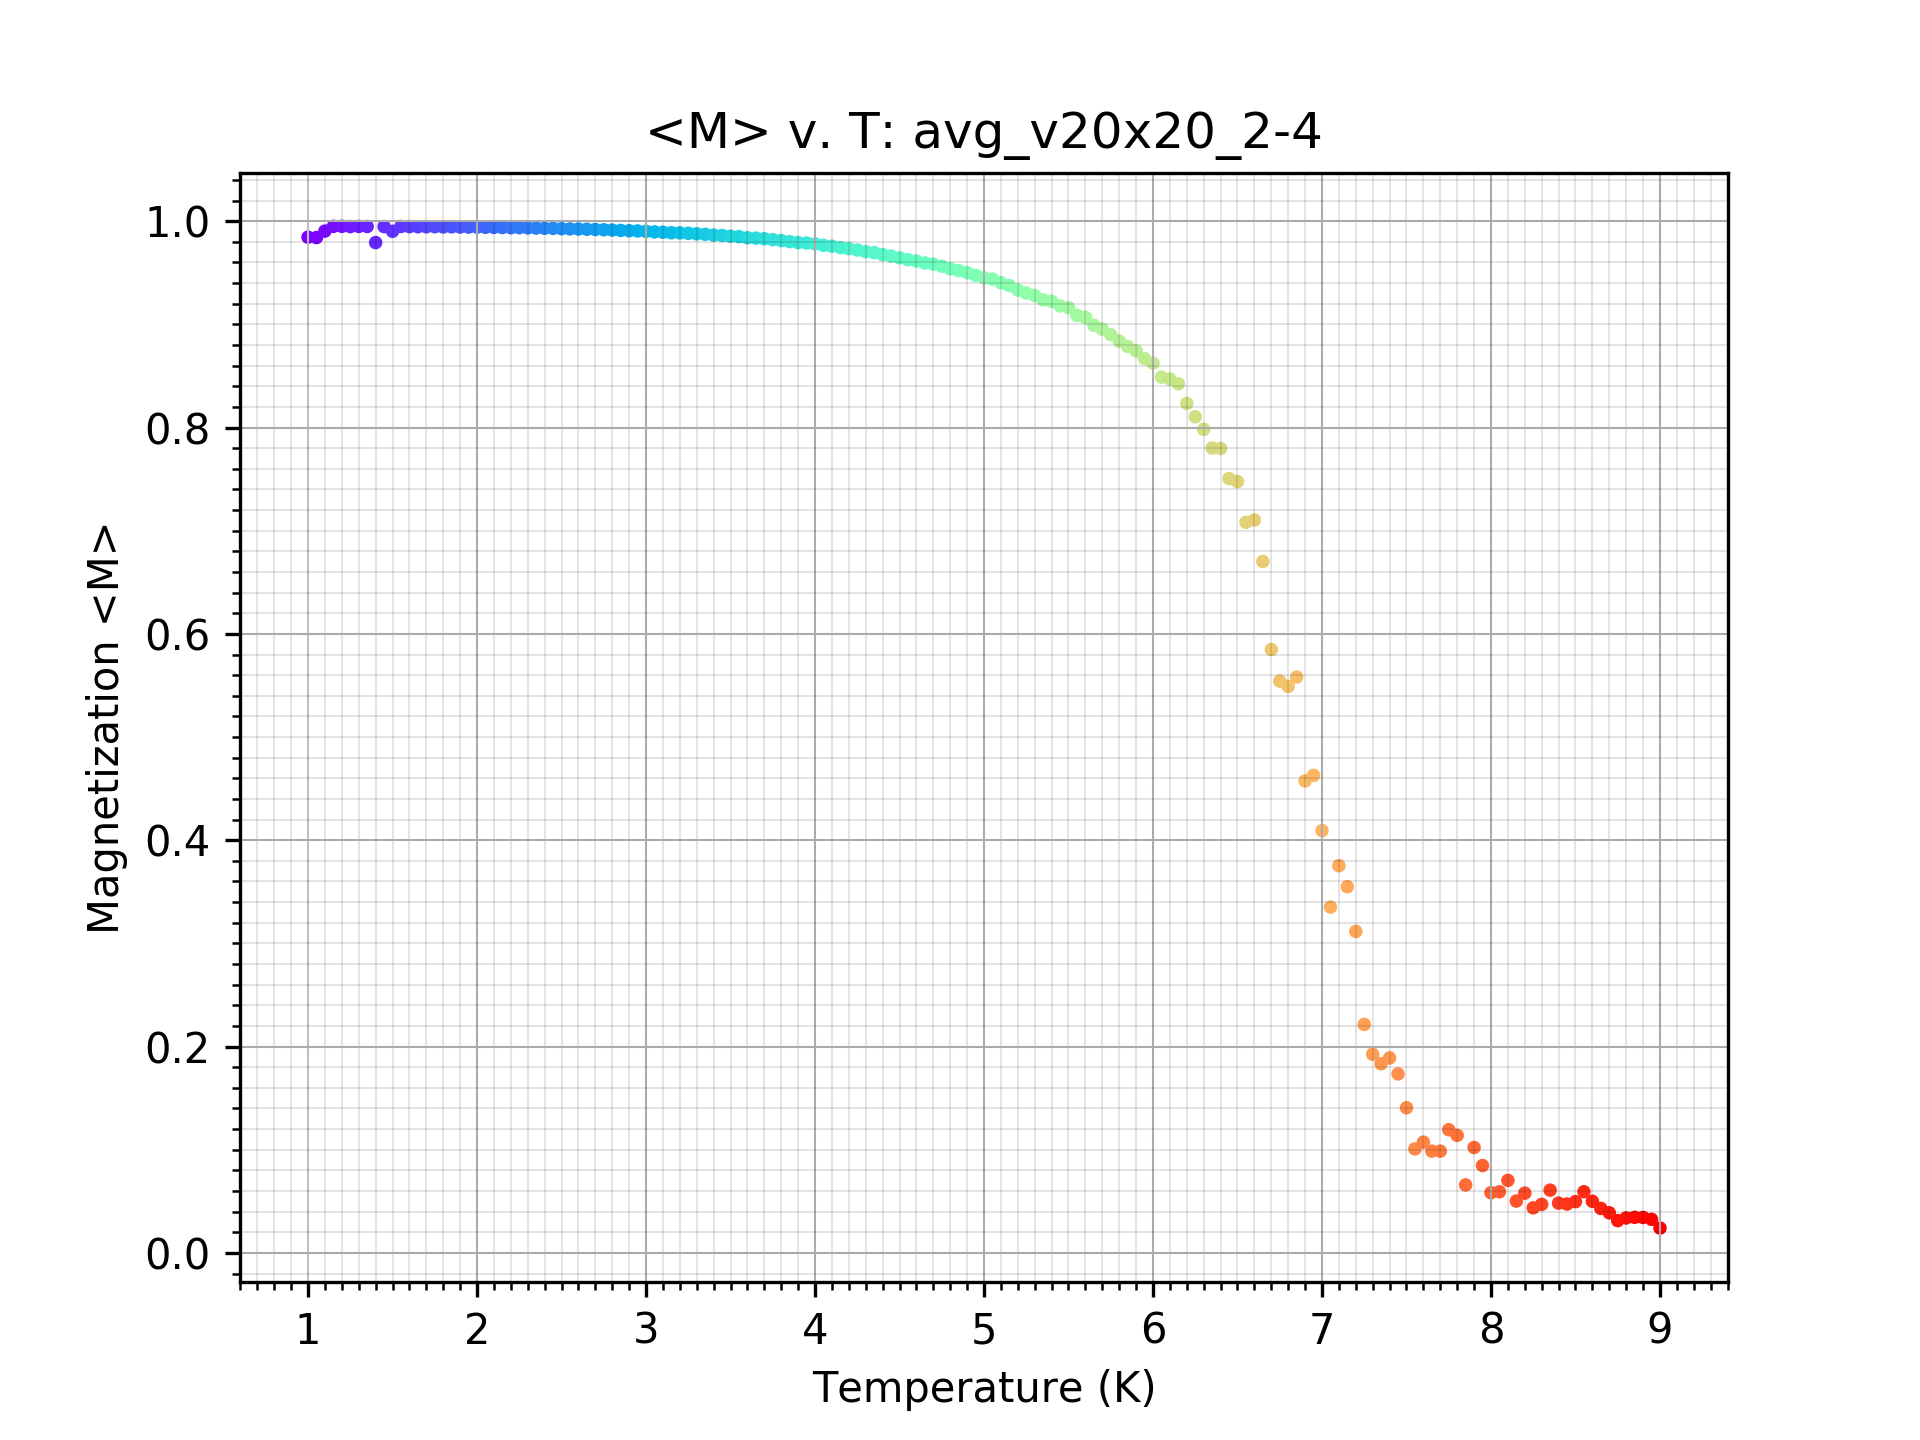 <M> v. T: avg_v20x20_2-4
1.0
0.8
0.6
0.4
0.2
0.0
Magnetization <M>
1 2 3 4 5 6 7 8 9
Temperature (K)